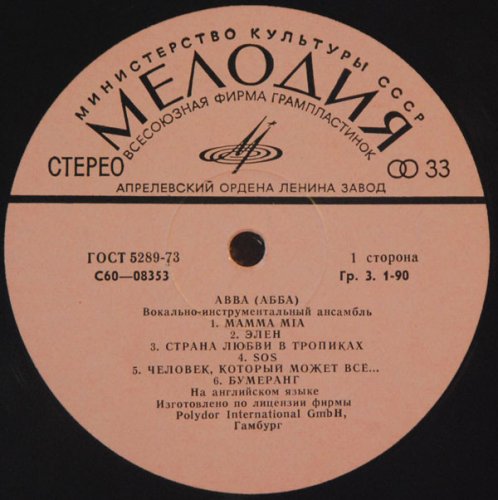 МИНИСТЕРСТВО КУЛЬТУРЫ СССР
МЕЛОДИЯ
ВСЕСОЮЗНАЯ ФИРМА ГРАМПЛАСТИНОК
СТЕРЕО
33
АПРЕЛЕВСКИЙ ОРДЕНА ЛЕНИНА ЗАВОД
ГОСТ 5289-73
1 сторона
С60—08353
Гр. 3. 1-90
ABBA (АББА)
Вокально-инструментальный ансамбль
1. MAMMA MIA
2. ЭЛЕН
3. СТРАНА ЛЮБВИ В ТРОПИКАХ
4. SOS
5. ЧЕЛОВЕК, КОТОРЫЙ МОЖЕТ ВСЕ...
6. БУМЕРАНГ
На английском языке
Изготовлено по лицензии фирмы
Polydor International GmbH,
Гамбург